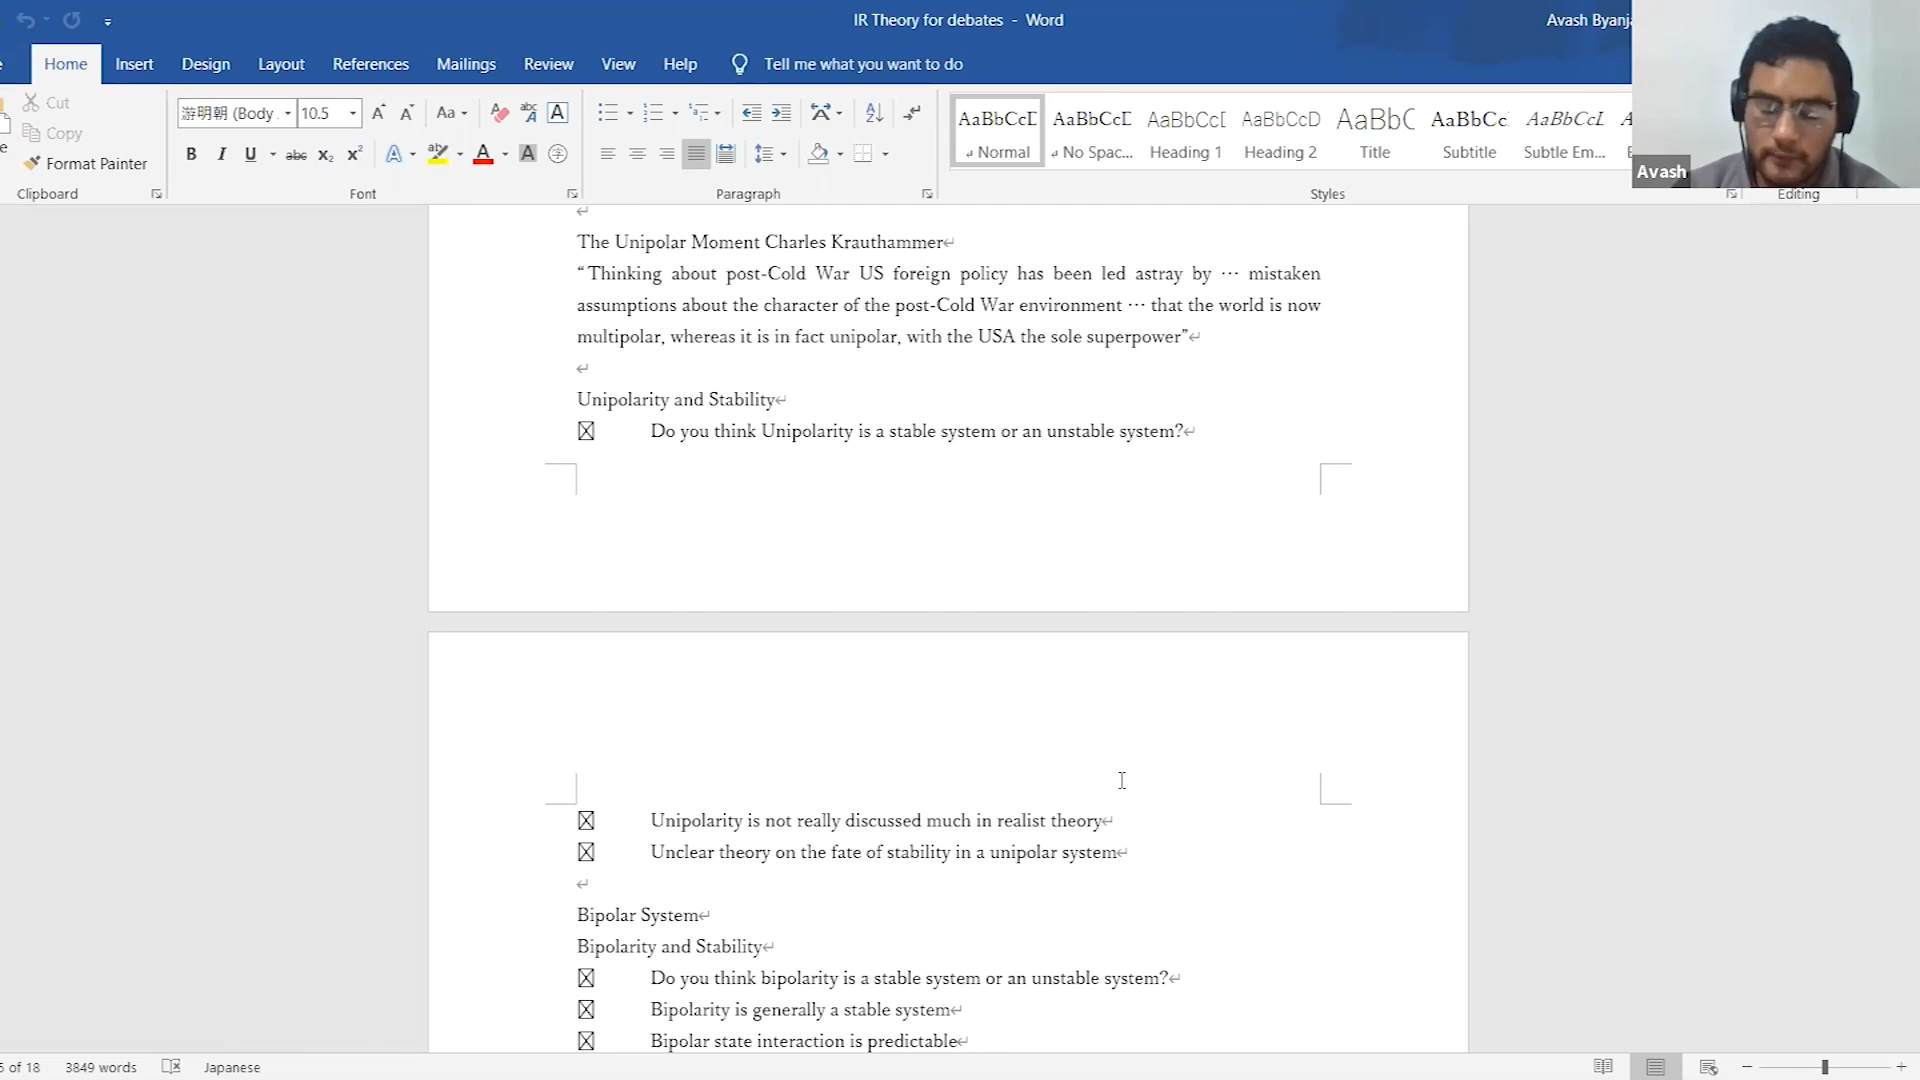 IR Theory for debates - Word
Avash Byanj
Home Insert Design Layout References Mailings Review View Help Tell me what you want to do
Cut
Copy
Format Painter
Clipboard
游明朝 (Body 10.5
Font
Paragraph
AaBbCcD AaBbCcD AaBbCcD AaBbCcD AaBbC AaBbCc AaBbCcL
Normal No Spac... Heading 1 Heading 2 Title Subtitle Subtle Em...
Styles
Editing
Avash
The Unipolar Moment Charles Krauthammer
“Thinking about post-Cold War US foreign policy has been led astray by … mistaken
assumptions about the character of the post-Cold War environment … that the world is now
multipolar, whereas it is in fact unipolar, with the USA the sole superpower”
Unipolarity and Stability
Do you think Unipolarity is a stable system or an unstable system?
Unipolarity is not really discussed much in realist theory
Unclear theory on the fate of stability in a unipolar system
Bipolar System
Bipolarity and Stability
Do you think bipolarity is a stable system or an unstable system?
Bipolarity is generally a stable system
Bipolar state interaction is predictable
of 18 3849 words Japanese